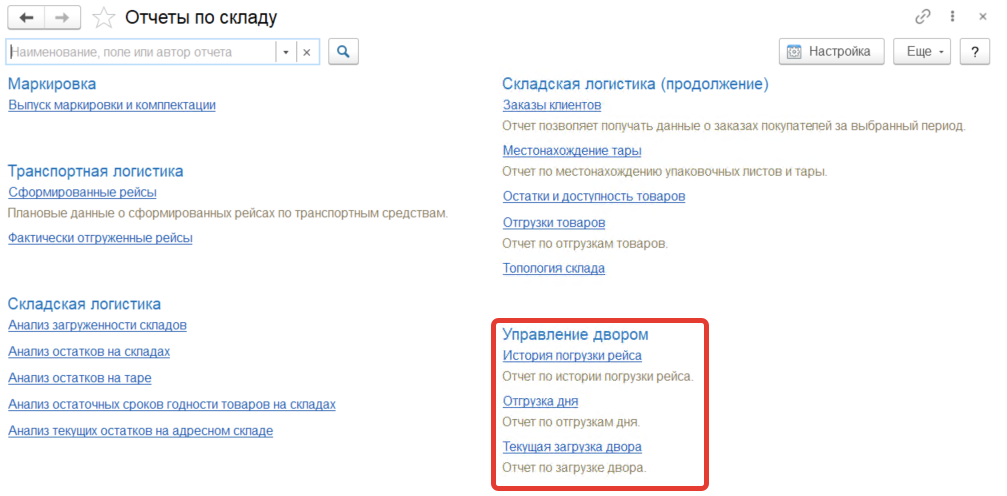 Отчеты по складу
Наименование, поле или автор отчета
Настройка
Еще
?
Маркировка
Выпуск маркировки и комплектации
Транспортная логистика
Сформированные рейсы
Плановые данные о сформированных рейсах по транспортным средствам.
Фактически отгруженные рейсы
Складская логистика
Анализ загруженности складов
Анализ остатков на складах
Анализ остатков на таре
Анализ остаточных сроков годности товаров на складах
Анализ текущих остатков на адресном складе
Складская логистика (продолжение)
Заказы клиентов
Отчет позволяет получать данные о заказах покупателей за выбранный период.
Местонахождение тары
Отчет по местонахождению упаковочных листов и тары.
Остатки и доступность товаров
Отгрузки товаров
Отчет по отгрузкам товаров.
Топология склада
Управление двором
История погрузки рейса
Отчет по истории погрузки рейса.
Отгрузка дня
Отчет по отгрузкам дня.
Текущая загрузка двора
Отчет по загрузке двора.